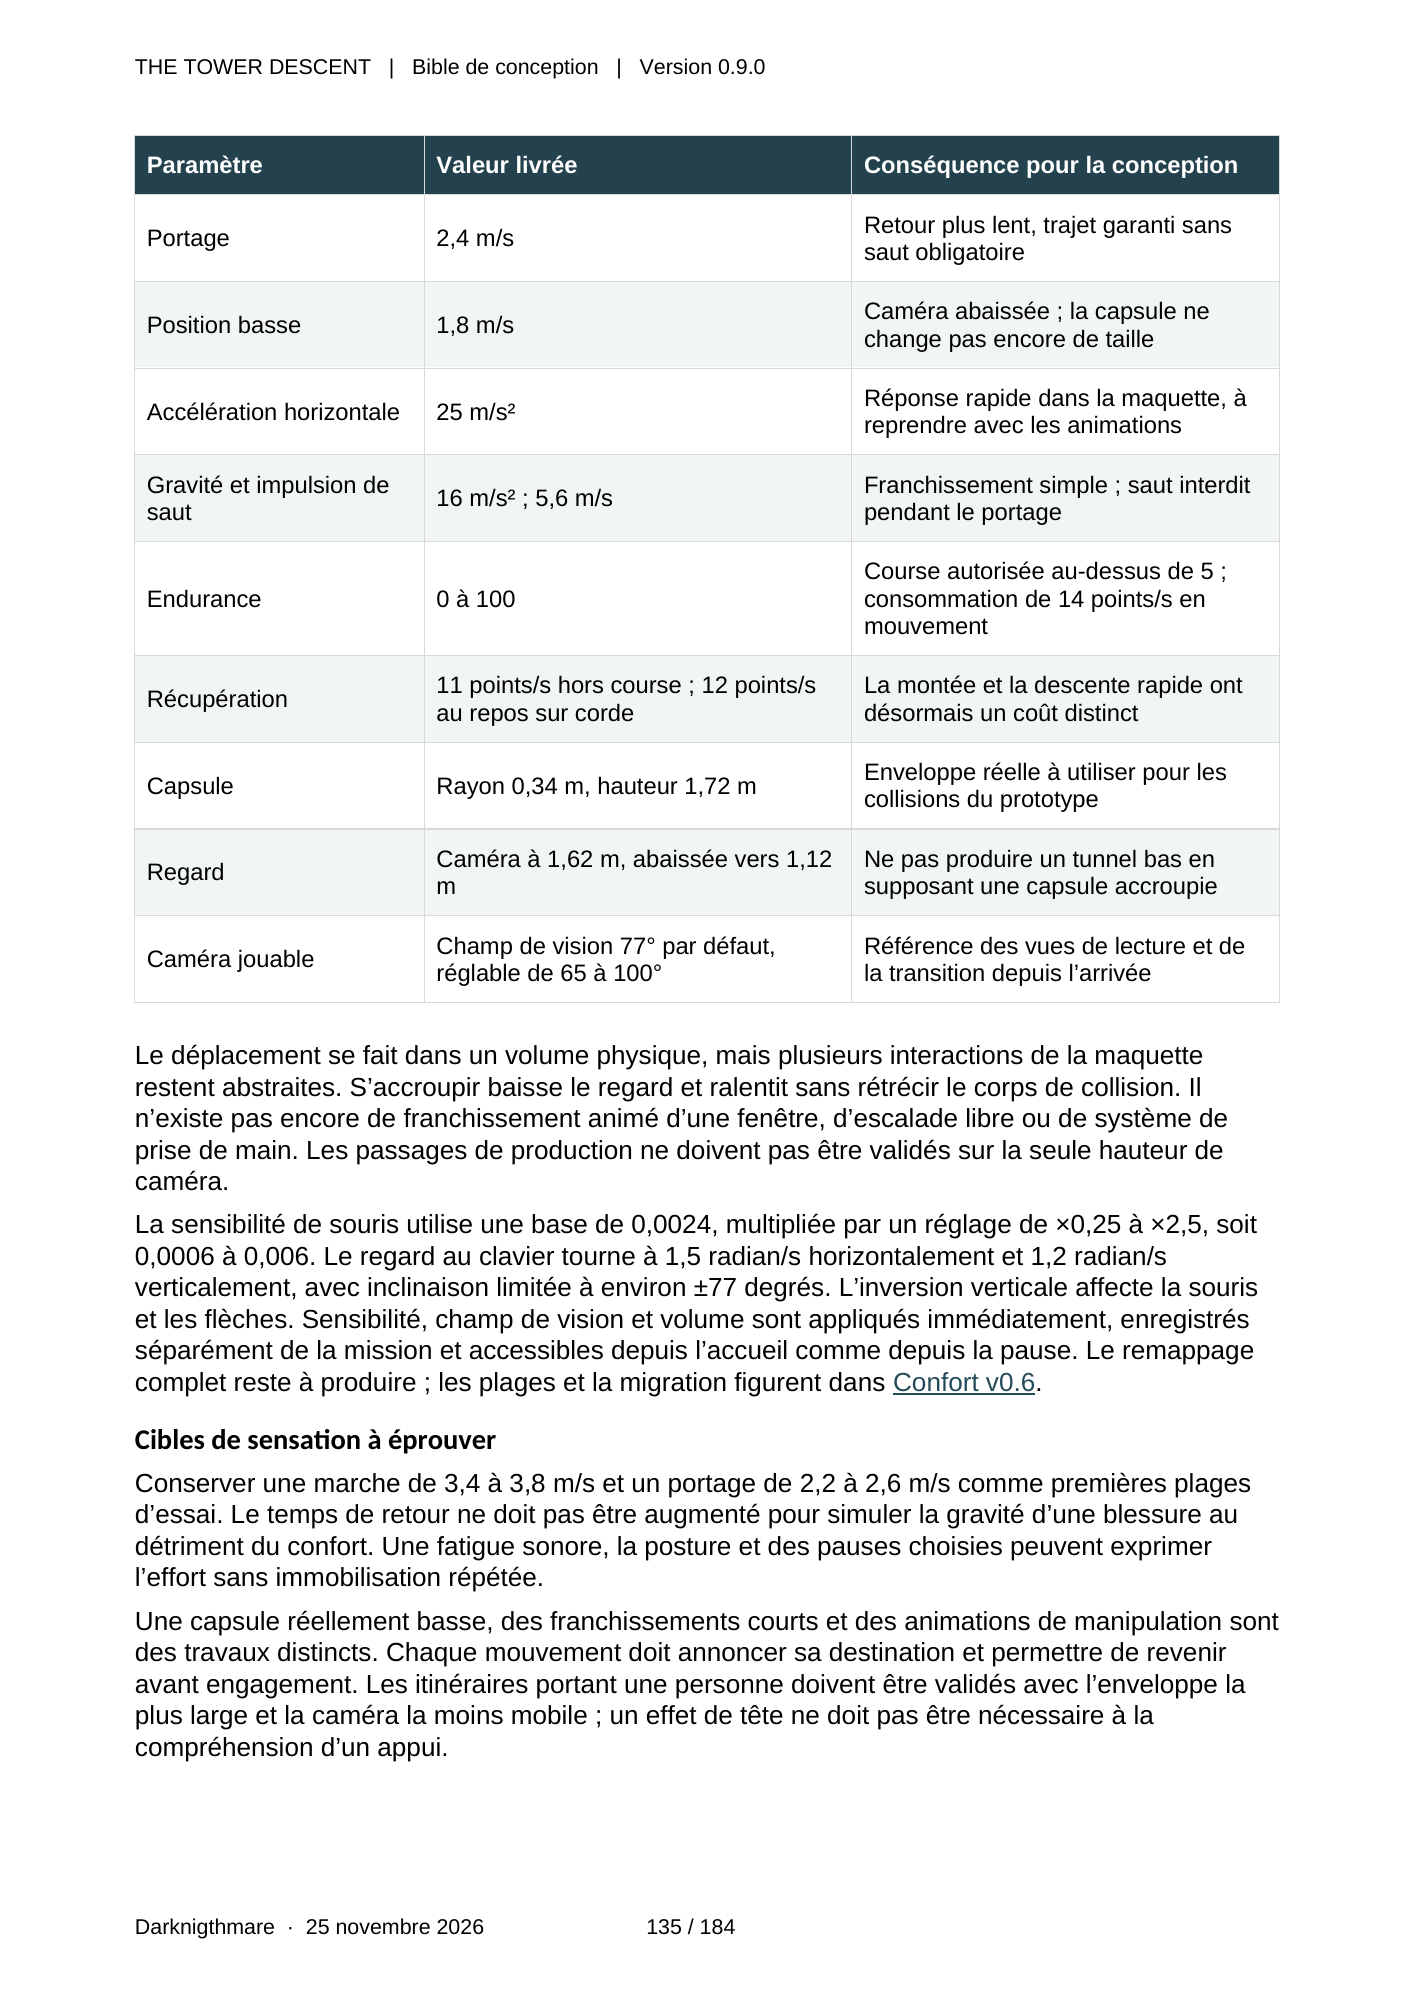 THE TOWER DESCENT | Bible de conception | Version 0.9.0
Paramètre
Valeur livrée
Conséquence pour la conception
Portage
2,4 m/s
Retour plus lent, trajet garanti sans
saut obligatoire
Position basse
1,8 m/s
Caméra abaissée ; la capsule ne
change pas encore de taille
Accélération horizontale
25 m/s²
Réponse rapide dans la maquette, à
reprendre avec les animations
Gravité et impulsion de
saut
16 m/s² ; 5,6 m/s
Franchissement simple ; saut interdit
pendant le portage
Endurance
0 à 100
Course autorisée au-dessus de 5 ;
consommation de 14 points/s en
mouvement
Récupération
11 points/s hors course ; 12 points/s
au repos sur corde
La montée et la descente rapide ont
désormais un coût distinct
Capsule
Rayon 0,34 m, hauteur 1,72 m
Enveloppe réelle à utiliser pour les
collisions du prototype
Regard
Caméra à 1,62 m, abaissée vers 1,12
m
Ne pas produire un tunnel bas en
supposant une capsule accroupie
Caméra jouable
Champ de vision 77° par défaut,
réglable de 65 à 100°
Référence des vues de lecture et de
la transition depuis l’arrivée
Le déplacement se fait dans un volume physique, mais plusieurs interactions de la maquette
restent abstraites. S’accroupir baisse le regard et ralentit sans rétrécir le corps de collision. Il
n’existe pas encore de franchissement animé d’une fenêtre, d’escalade libre ou de système de
prise de main. Les passages de production ne doivent pas être validés sur la seule hauteur de
caméra.
La sensibilité de souris utilise une base de 0,0024, multipliée par un réglage de ×0,25 à ×2,5, soit
0,0006 à 0,006. Le regard au clavier tourne à 1,5 radian/s horizontalement et 1,2 radian/s
verticalement, avec inclinaison limitée à environ ±77 degrés. L’inversion verticale affecte la souris
et les flèches. Sensibilité, champ de vision et volume sont appliqués immédiatement, enregistrés
séparément de la mission et accessibles depuis l’accueil comme depuis la pause. Le remappage
complet reste à produire ; les plages et la migration figurent dans Confort v0.6.
Cibles de sensation à éprouver
Conserver une marche de 3,4 à 3,8 m/s et un portage de 2,2 à 2,6 m/s comme premières plages
d’essai. Le temps de retour ne doit pas être augmenté pour simuler la gravité d’une blessure au
détriment du confort. Une fatigue sonore, la posture et des pauses choisies peuvent exprimer
l’effort sans immobilisation répétée.
Une capsule réellement basse, des franchissements courts et des animations de manipulation sont
des travaux distincts. Chaque mouvement doit annoncer sa destination et permettre de revenir
avant engagement. Les itinéraires portant une personne doivent être validés avec l’enveloppe la
plus large et la caméra la moins mobile ; un effet de tête ne doit pas être nécessaire à la
compréhension d’un appui.
Darknigthmare · 25 novembre 2026 135 / 184